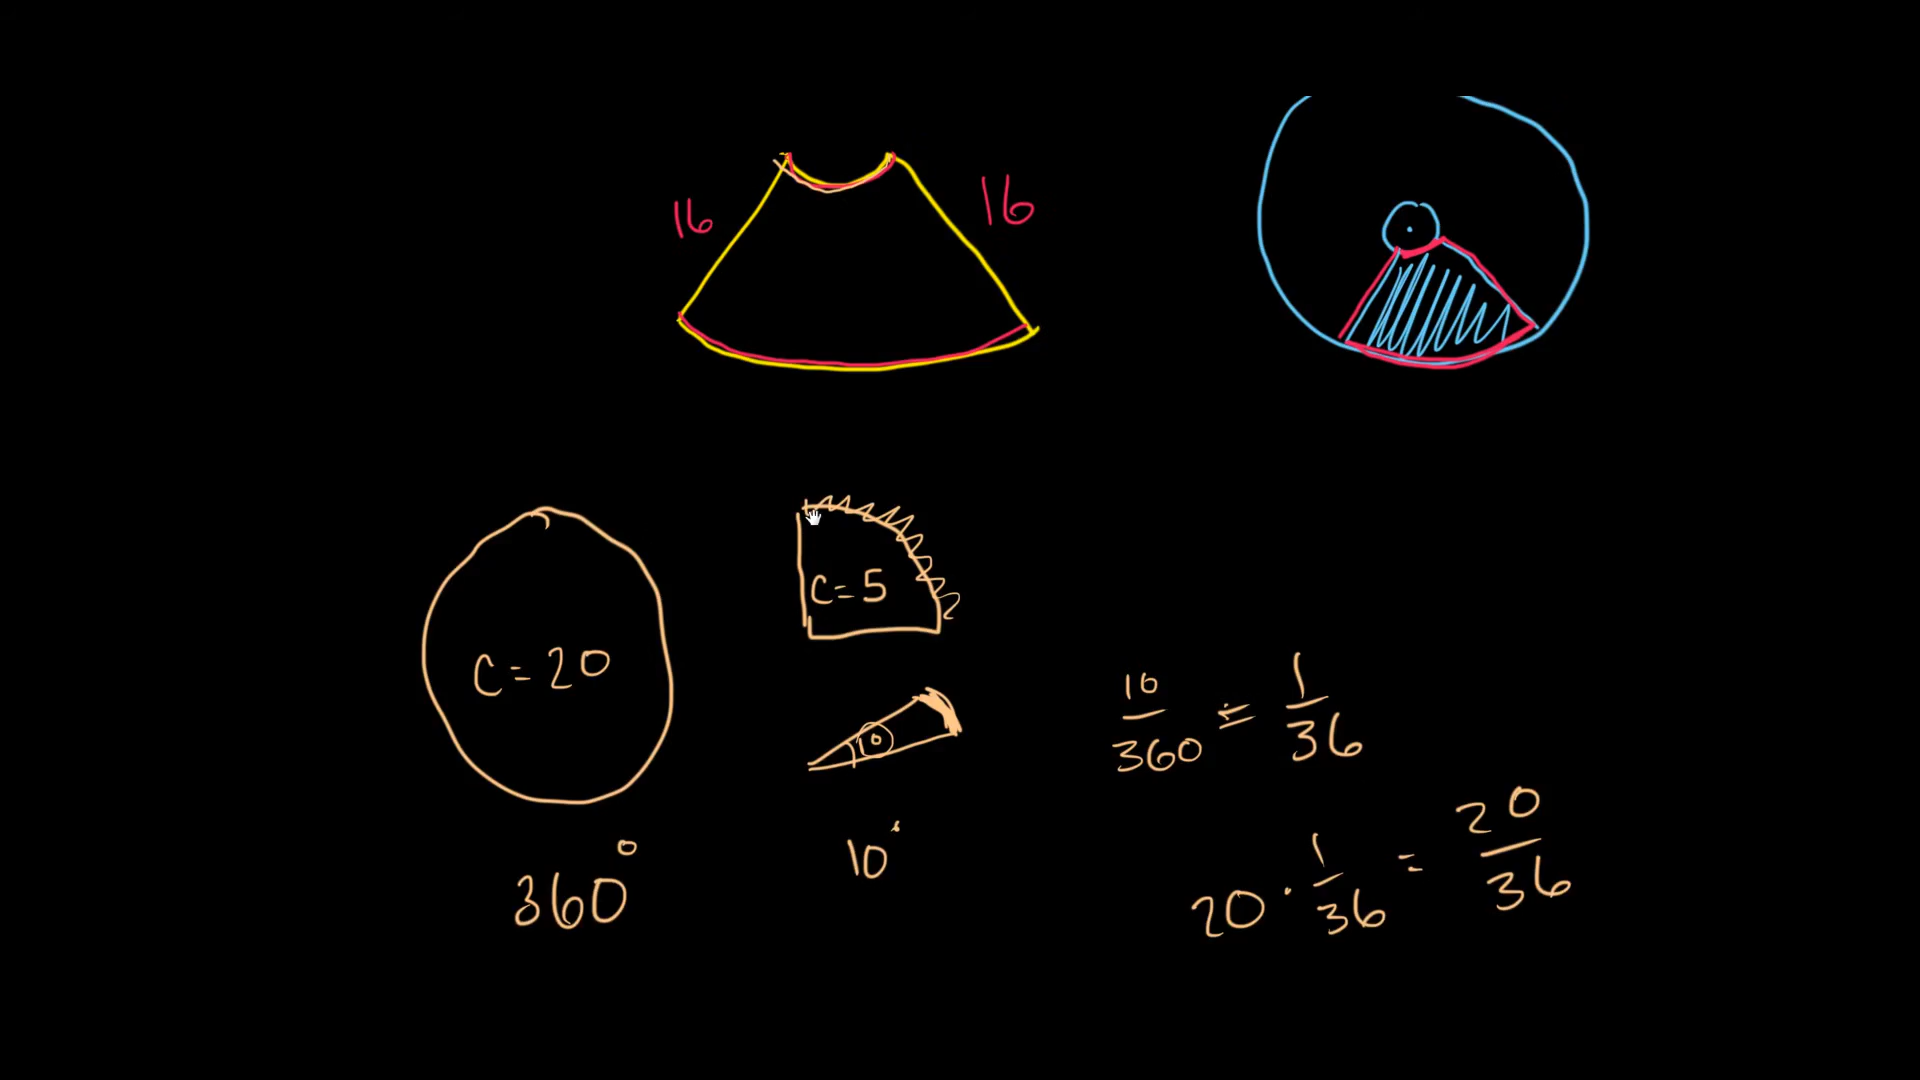 16
16
C = 20
C = 5
10
360°
10°
10/360 = 1/36
20 · 1/36 = 20/36